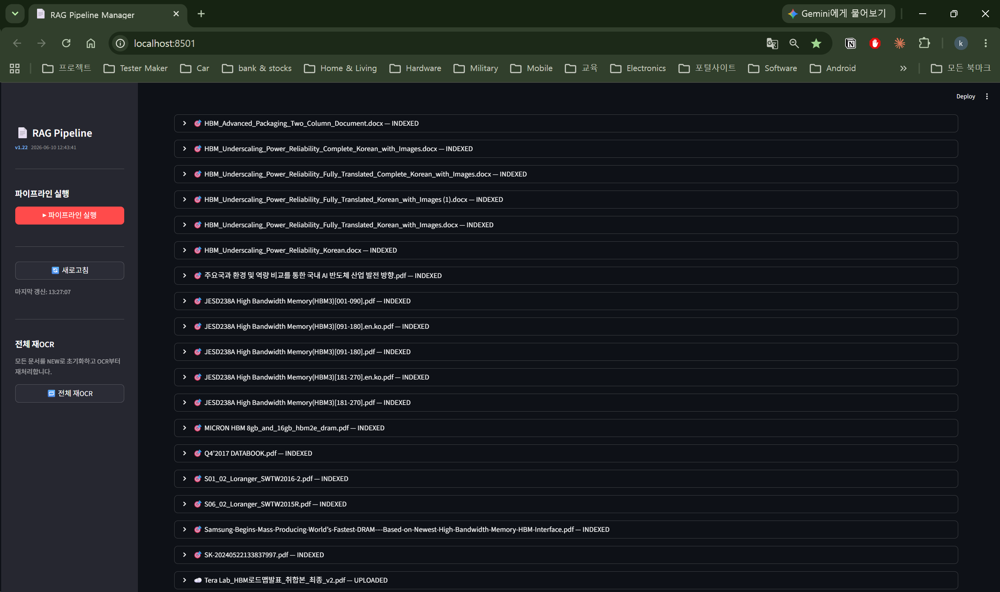 RAG Pipeline Manager
Gemini에게 물어보기
localhost:8501
k
프로젝트
Tester Maker
Car
bank & stocks
Home & Living
Hardware
Military
Mobile
교육
Electronics
포털사이트
Software
Android
모든 북마크
Deploy
RAG Pipeline
v1.22 2026-06-10 12:43:41
파이프라인 실행
파이프라인 실행
새로고침
마지막 갱신: 13:27:07
전체 재OCR
모든 문서를 NEW로 초기화하고 OCR부터
재처리합니다.
전체 재OCR
HBM_Advanced_Packaging_Two_Column_Document.docx — INDEXED
HBM_Underscaling_Power_Reliability_Complete_Korean_with_Images.docx — INDEXED
HBM_Underscaling_Power_Reliability_Fully_Translated_Complete_Korean_with_Images.docx — INDEXED
HBM_Underscaling_Power_Reliability_Fully_Translated_Korean_with_Images (1).docx — INDEXED
HBM_Underscaling_Power_Reliability_Fully_Translated_Korean_with_Images.docx — INDEXED
HBM_Underscaling_Power_Reliability_Korean.docx — INDEXED
주요국과 환경 및 역량 비교를 통한 국내 AI 반도체 산업 발전 방향.pdf — INDEXED
JESD238A High Bandwidth Memory(HBM3)[001-090].pdf — INDEXED
JESD238A High Bandwidth Memory(HBM3)[091-180].en.ko.pdf — INDEXED
JESD238A High Bandwidth Memory(HBM3)[091-180].pdf — INDEXED
JESD238A High Bandwidth Memory(HBM3)[181-270].en.ko.pdf — INDEXED
JESD238A High Bandwidth Memory(HBM3)[181-270].pdf — INDEXED
MICRON HBM 8gb_and_16gb_hbm2e_dram.pdf — INDEXED
Q4’2017 DATABOOK.pdf — INDEXED
S01_02_Loranger_SWTW2016-2.pdf — INDEXED
S06_02_Loranger_SWTW2015R.pdf — INDEXED
Samsung-Begins-Mass-Producing-World’s-Fastest-DRAM-–-Based-on-Newest-High-Bandwidth-Memory-HBM-Interface.pdf — INDEXED
SK-20240522133837997.pdf — INDEXED
Tera Lab_HBM로드맵발표_취합본_최종_v2.pdf — UPLOADED